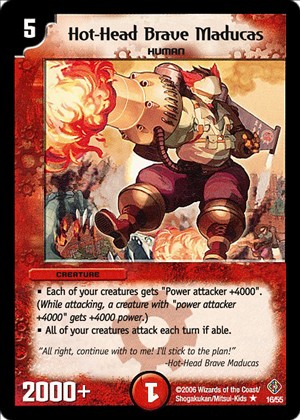 5
Hot-Head Brave Maducas
HUMAN
CREATURE
▪ Each of your creatures gets "Power attacker
+4000".
(While attacking, a creature with "power attacker
+4000" gets +4000 power.)
▪ All of your creatures attack each turn if able.
"All right, continue with to me! I'll stick to the plan!"
-Hot-Head Brave Maducas
2000+
1
©2006 Wizards of the Coast/
Shogakukan/Mitsui-Kids ★ 16/55